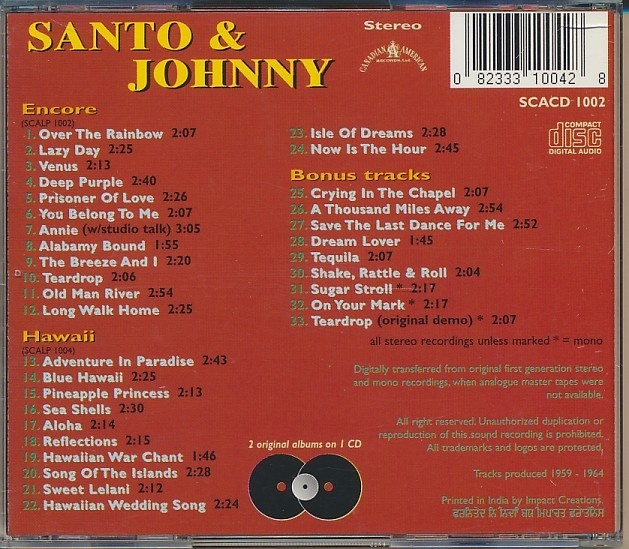 SANTO &
JOHNNY
Stereo
CANADIAN AMERICAN
RECORDS, Ltd.
0 82333 10042 8
SCACD 1002
COMPACT
disc
DIGITAL AUDIO
Encore
(SCALP 1002)
1. Over The Rainbow 2:07
2. Lazy Day 2:25
3. Venus 2:13
4. Deep Purple 2:40
5. Prisoner Of Love 2:26
6. You Belong To Me 2:07
7. Annie (w/studio talk) 3:05
8. Alabamy Bound 1:55
9. The Breeze And I 2:20
10. Teardrop 2:06
11. Old Man River 2:54
12. Long Walk Home 2:25
Hawaii
(SCALP 1004)
13. Adventure In Paradise 2:43
14. Blue Hawaii 2:25
15. Pineapple Princess 2:13
16. Sea Shells 2:30
17. Aloha 2:14
18. Reflections 2:15
19. Hawaiian War Chant 1:46
20. Song Of The Islands 2:28
21. Sweet Lelani 2:12
22. Hawaiian Wedding Song 2:24
23. Isle Of Dreams 2:28
24. Now Is The Hour 2:45
Bonus tracks
25. Crying In The Chapel 2:07
26. A Thousand Miles Away 2:54
27. Save The Last Dance For Me 2:52
28. Dream Lover 1:45
29. Tequila 2:07
30. Shake, Rattle & Roll 2:04
31. Sugar Stroll * 2:17
32. On Your Mark * 2:17
33. Teardrop (original demo) * 2:07
all stereo recordings unless marked * = mono
Digitally transferred from original first generation stereo
and mono recordings, when analogue master tapes were
not available.
All right reserved. Unauthorized duplication or
reproduction of this sound recording is prohibited.
All trademarks and logos are protected.
2 original albums on 1 CD
Tracks produced 1959 - 1964
Printed in India by Impact Creations.